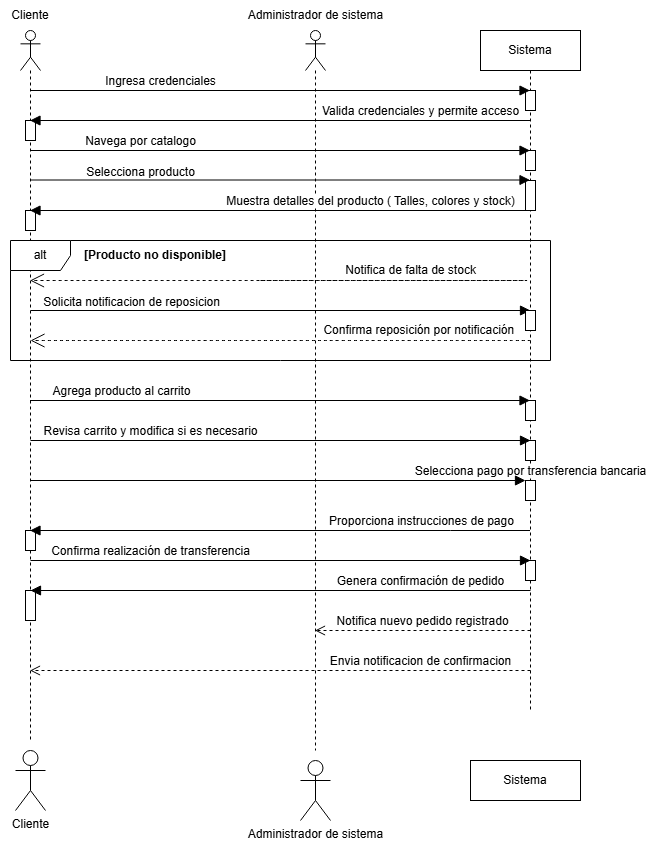 Cliente
Administrador de sistema
Sistema
Ingresa credenciales
Valida credenciales y permite acceso
Navega por catalogo
Selecciona producto
Muestra detalles del producto ( Talles, colores y stock)
alt
[Producto no disponible]
Notifica de falta de stock
Solicita notificacion de reposicion
Confirma reposición por notificación
Agrega producto al carrito
Revisa carrito y modifica si es necesario
Selecciona pago por transferencia bancaria
Proporciona instrucciones de pago
Confirma realización de transferencia
Genera confirmación de pedido
Notifica nuevo pedido registrado
Envia notificacion de confirmacion
Sistema
Cliente
Administrador de sistema